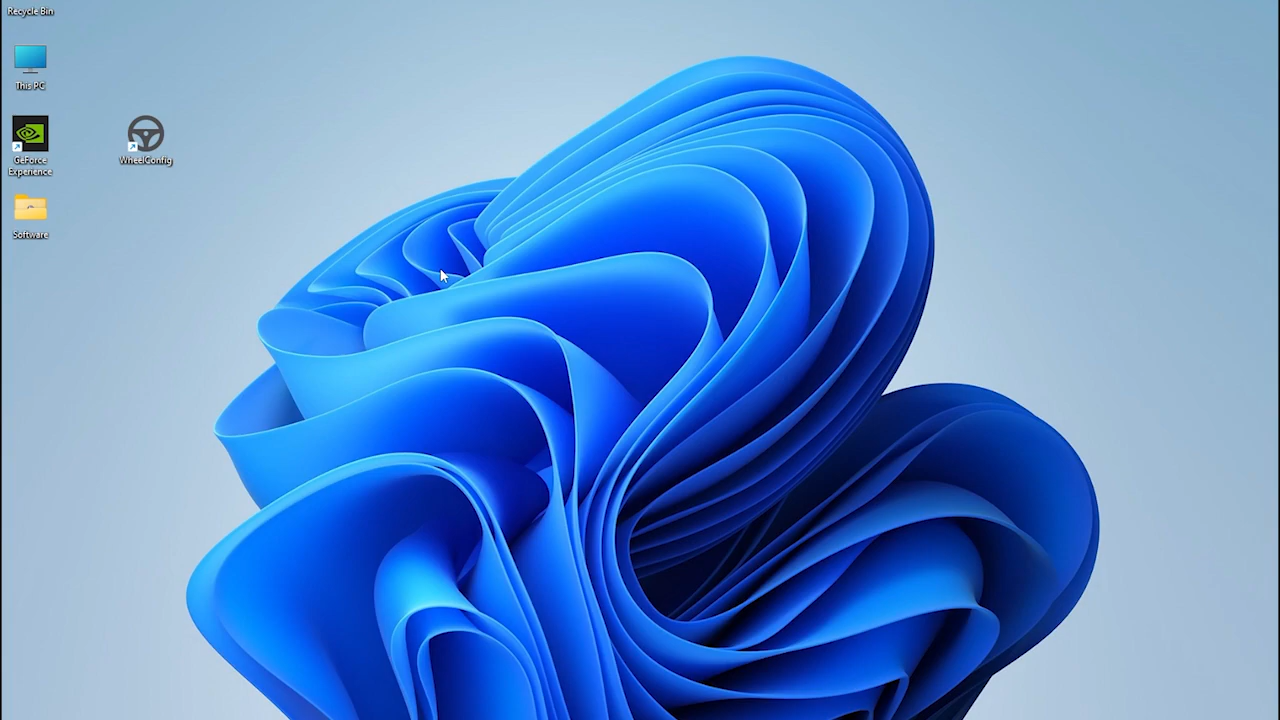 Recycle Bin
This PC
GeForce
Experience
WheelConfig
Software